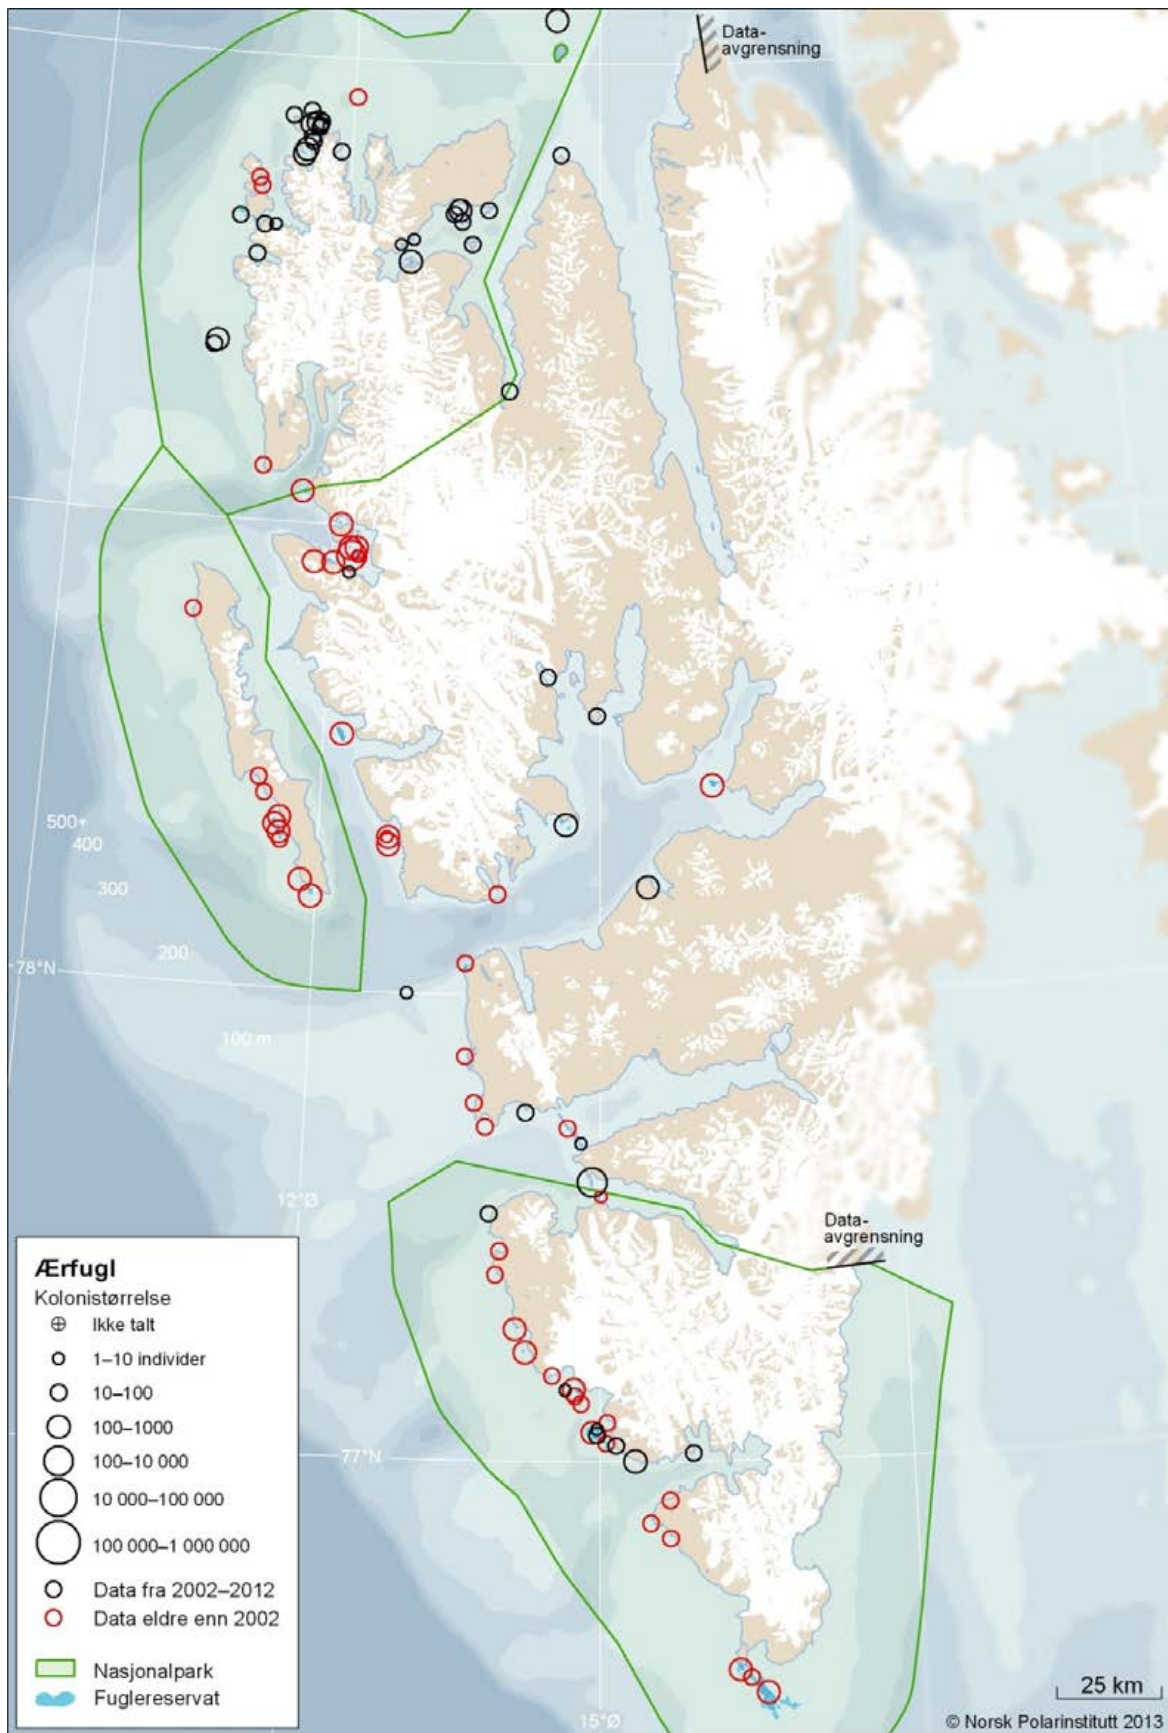 Data-
avgrensning
500+
400
300
200
78°N
100 m
12°Ø
Data-
avgrensning
77°N
15°Ø
Ærfugl
Kolonistørrelse
Ikke talt
1–10 individer
10–100
100–1000
100–10 000
10 000–100 000
100 000–1 000 000
Data fra 2002–2012
Data eldre enn 2002
Nasjonalpark
Fuglereservat
25 km
© Norsk Polarinstitutt 2013